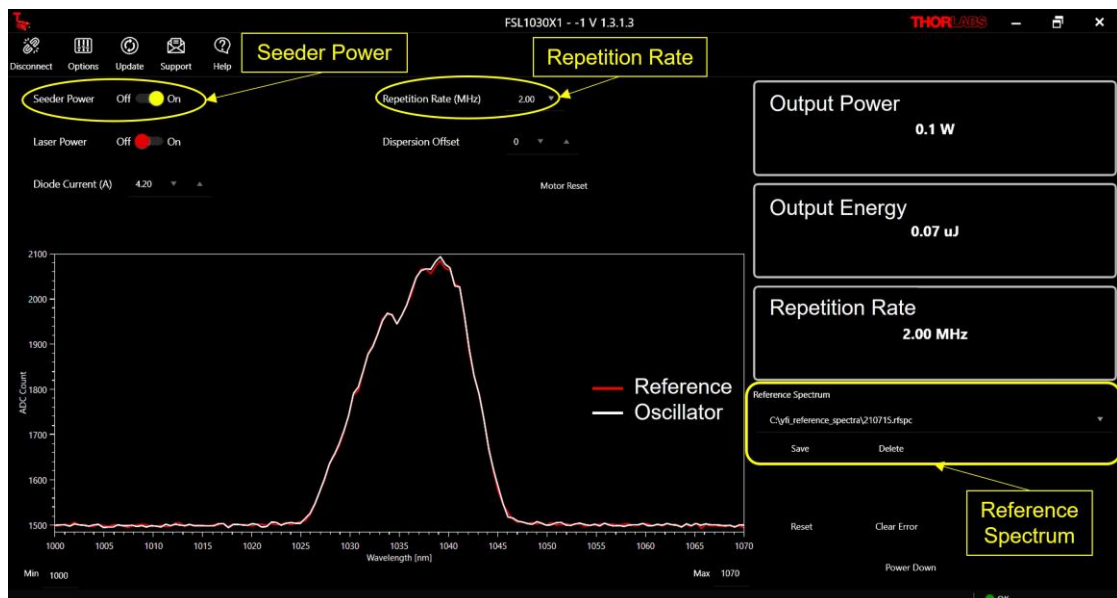 FSL1030X1 - -1 V 1.3.1.3
THORLABS
Disconnect
Options
Update
Support
Help
Seeder Power
Repetition Rate
Seeder Power Off On
Repetition Rate (MHz) 2.00
Laser Power Off On
Dispersion Offset 0
Diode Current (A) 4.20
Motor Reset
Output Power
0.1 W
Output Energy
0.07 uJ
Repetition Rate
2.00 MHz
Reference Spectrum
C:\yfi_reference_spectra\210715.rfspc
Save Delete
Reference
Spectrum
Reset Clear Error
Power Down
OK
2100
2000
1900
1800
1700
1600
1500
ADC Count
Reference
Oscillator
1000 1005 1010 1015 1020 1025 1030 1035 1040 1045 1050 1055 1060 1065 1070
Wavelength [nm]
Min 1000
Max 1070